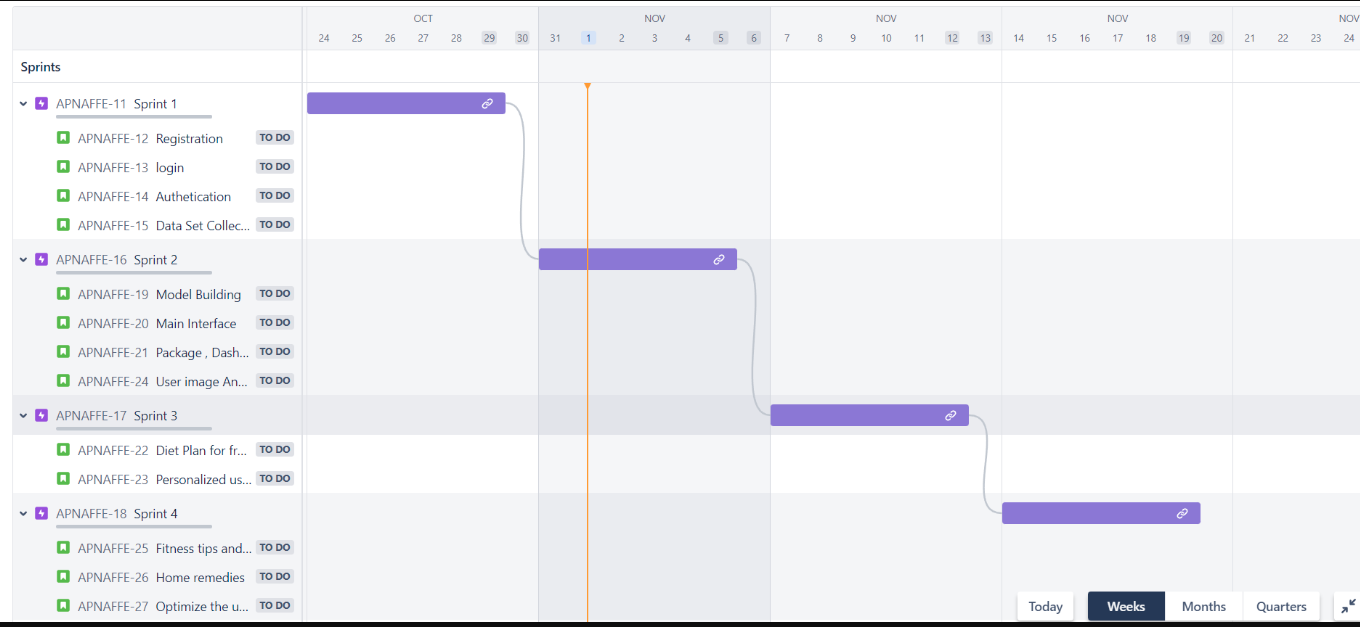 OCT NOV NOV NOV NOV
24 25 26 27 28 29 30 31 1 2 3 4 5 6 7 8 9 10 11 12 13 14 15 16 17 18 19 20 21 22 23 24
Sprints
APNAFFE-11 Sprint 1
APNAFFE-12 Registration TO DO
APNAFFE-13 login TO DO
APNAFFE-14 Authetication TO DO
APNAFFE-15 Data Set Collec... TO DO
APNAFFE-16 Sprint 2
APNAFFE-19 Model Building TO DO
APNAFFE-20 Main Interface TO DO
APNAFFE-21 Package , Dash... TO DO
APNAFFE-24 User image An... TO DO
APNAFFE-17 Sprint 3
APNAFFE-22 Diet Plan for fr... TO DO
APNAFFE-23 Personalized us... TO DO
APNAFFE-18 Sprint 4
APNAFFE-25 Fitness tips and... TO DO
APNAFFE-26 Home remedies TO DO
APNAFFE-27 Optimize the u... TO DO
Today Weeks Months Quarters